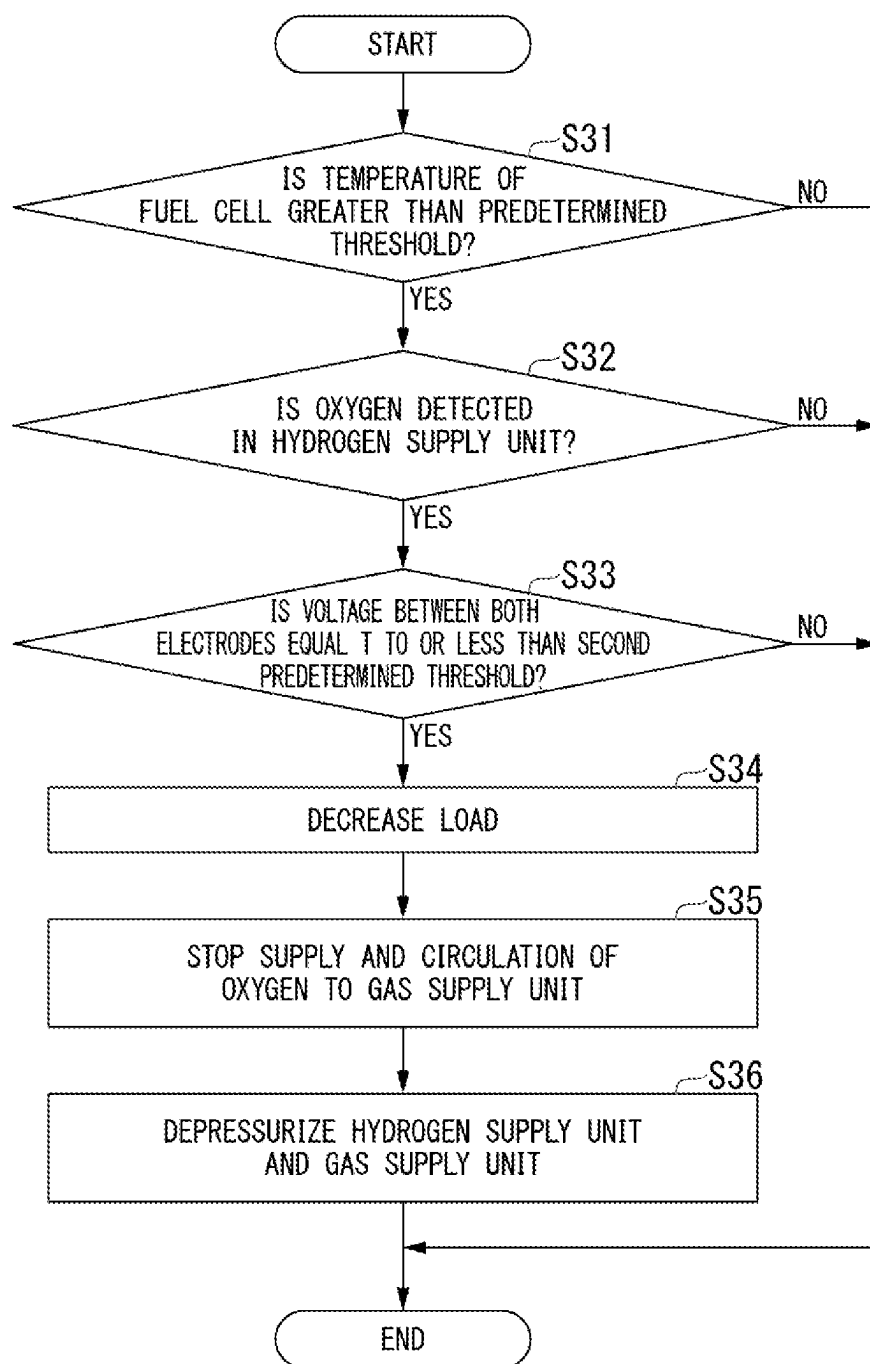 START
S31
IS TEMPERATURE OF
FUEL CELL GREATER THAN PREDETERMINED
THRESHOLD?
NO
YES
S32
IS OXYGEN DETECTED
IN HYDROGEN SUPPLY UNIT?
NO
YES
S33
IS VOLTAGE BETWEEN BOTH
ELECTRODES EQUAL T TO OR LESS THAN SECOND
PREDETERMINED THRESHOLD?
NO
YES
S34
DECREASE LOAD
S35
STOP SUPPLY AND CIRCULATION OF
OXYGEN TO GAS SUPPLY UNIT
S36
DEPRESSURIZE HYDROGEN SUPPLY UNIT
AND GAS SUPPLY UNIT
END